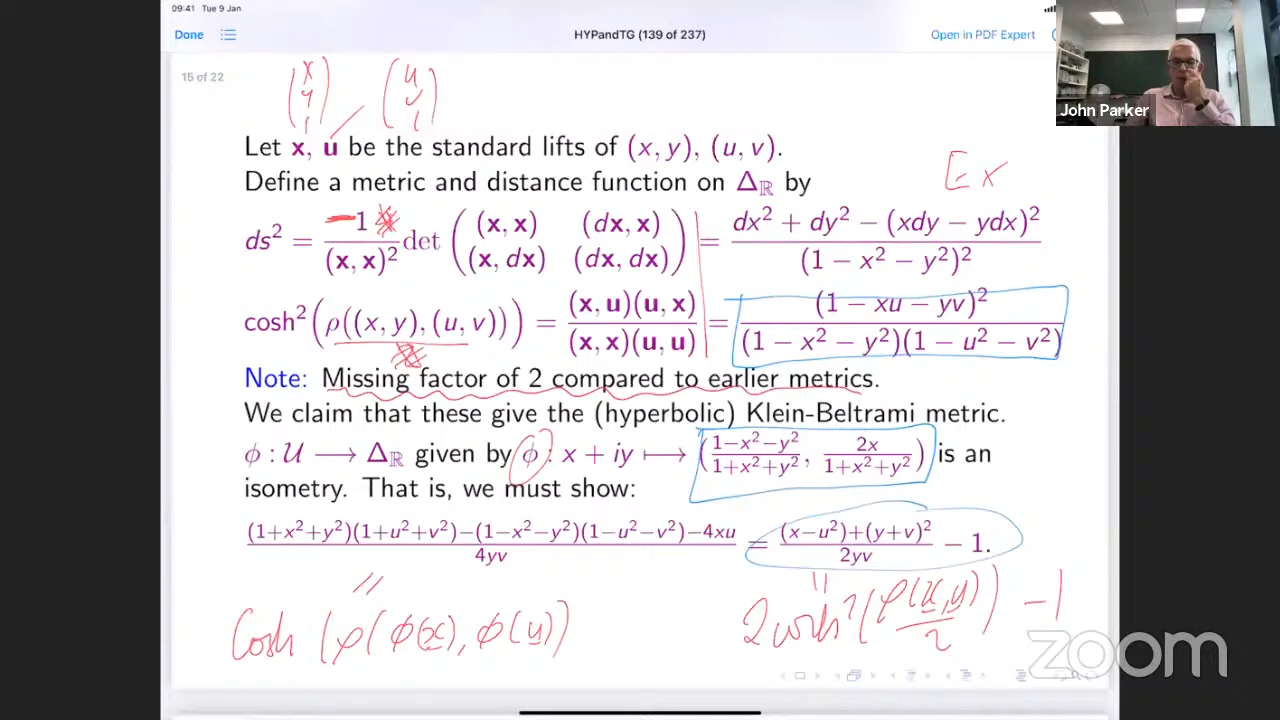 09:41 Tue 9 Jan
Done HYPandTG (139 of 237) Open in PDF Expert
John Parker
15 of 22
(x y 1) (u v 1)
Let x, u be the standard lifts of (x, y), (u, v).
Define a metric and distance function on Δ_ℝ by
Ex
ds² = −1/(x, x)² det ( (x, x) (dx, x) ; (x, dx) (dx, dx) ) = (dx² + dy² − (xdy − ydx)²)/(1 − x² − y²)²
cosh²(ρ((x, y), (u, v))) = (x, u)(u, x)/(x, x)(u, u) = (1 − xu − yv)²/(1 − x² − y²)(1 − u² − v²)
Note: Missing factor of 2 compared to earlier metrics.
We claim that these give the (hyperbolic) Klein-Beltrami metric.
ϕ : U ⟶ Δ_ℝ given by ϕ : x + iy ⟼ ((1−x²−y²)/(1+x²+y²), 2x/(1+x²+y²)) is an
isometry. That is, we must show:
((1+x²+y²)(1+u²+v²)−(1−x²−y²)(1−u²−v²)−4xu)/4yv = ((x−u²)+(y+v)²)/2yv − 1.
cosh (ρ(ϕ(x), ϕ(u)) 2cosh²(ρ(x,u)/2) − 1
zoom